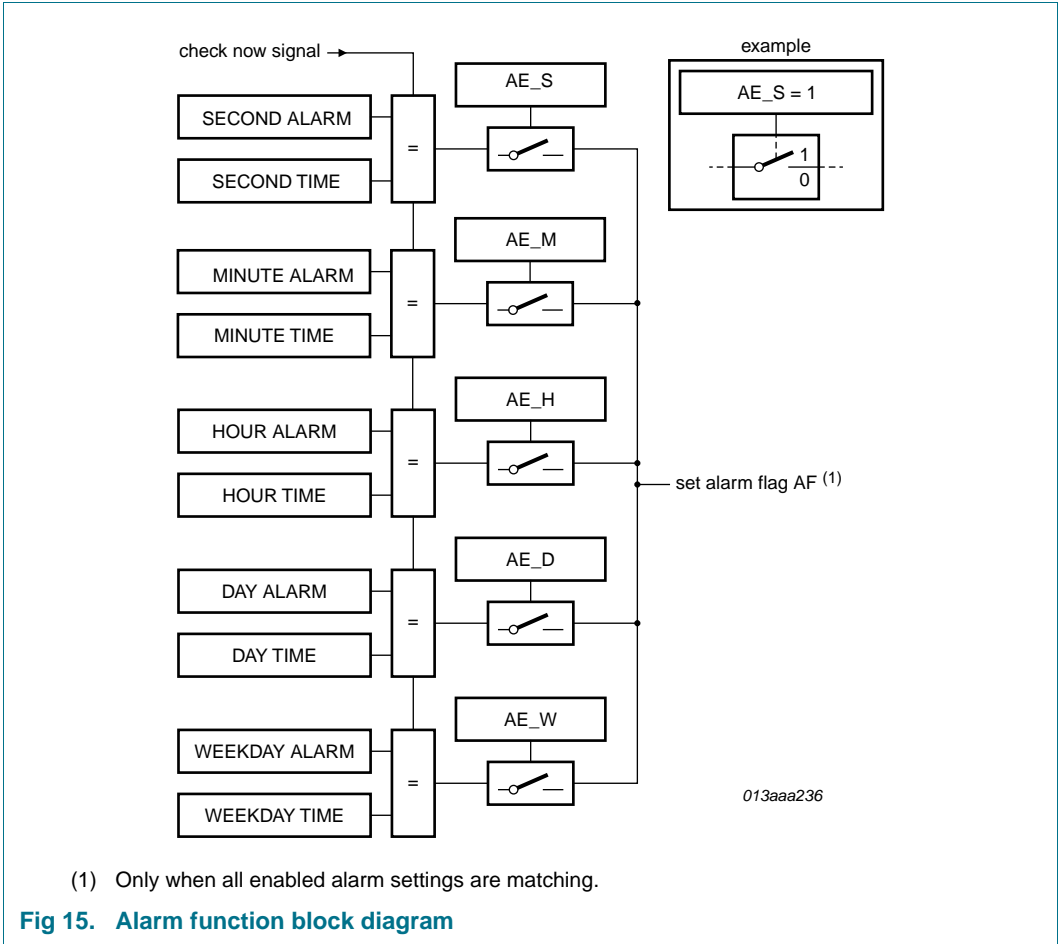 check now signal
example
AE_S
AE_S = 1
SECOND ALARM
=
1
0
SECOND TIME
AE_M
MINUTE ALARM
=
MINUTE TIME
AE_H
HOUR ALARM
=
set alarm flag AF (1)
HOUR TIME
AE_D
DAY ALARM
=
DAY TIME
AE_W
WEEKDAY ALARM
=
013aaa236
WEEKDAY TIME
(1) Only when all enabled alarm settings are matching.
Fig 15. Alarm function block diagram